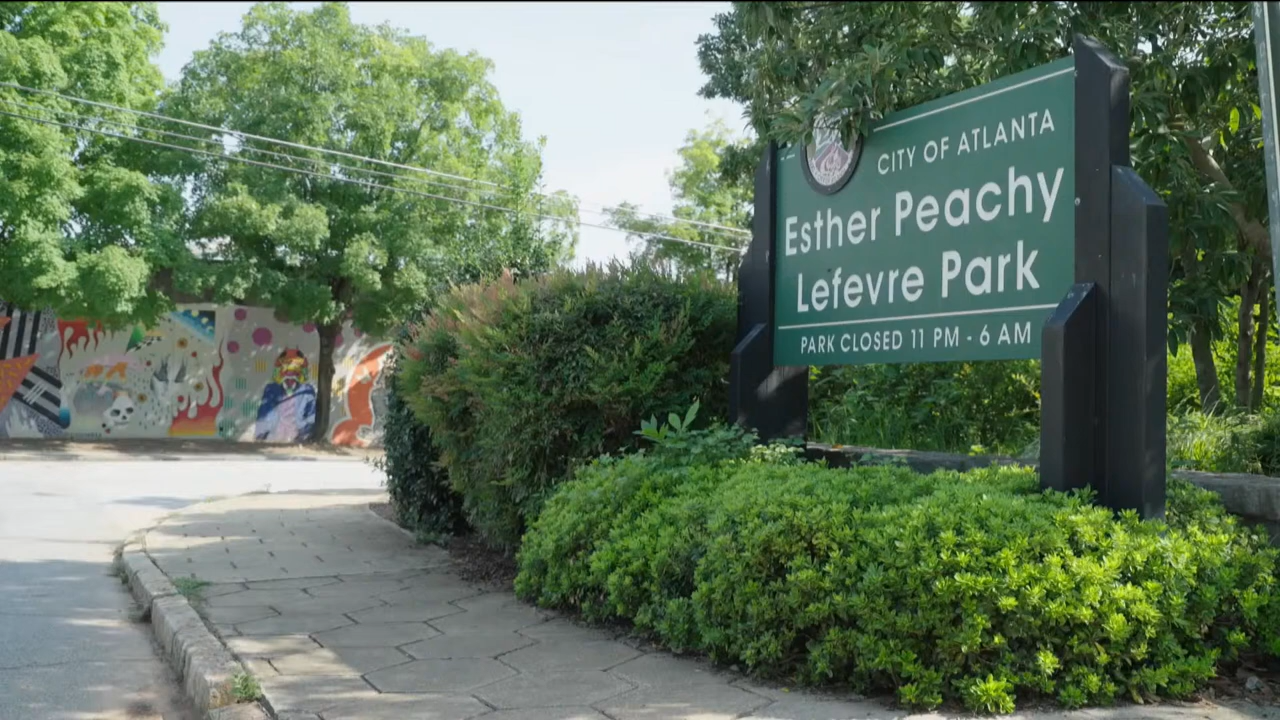 CITY OF ATLANTA
Esther Peachy
Lefevre Park
PARK CLOSED 11 PM - 6 AM